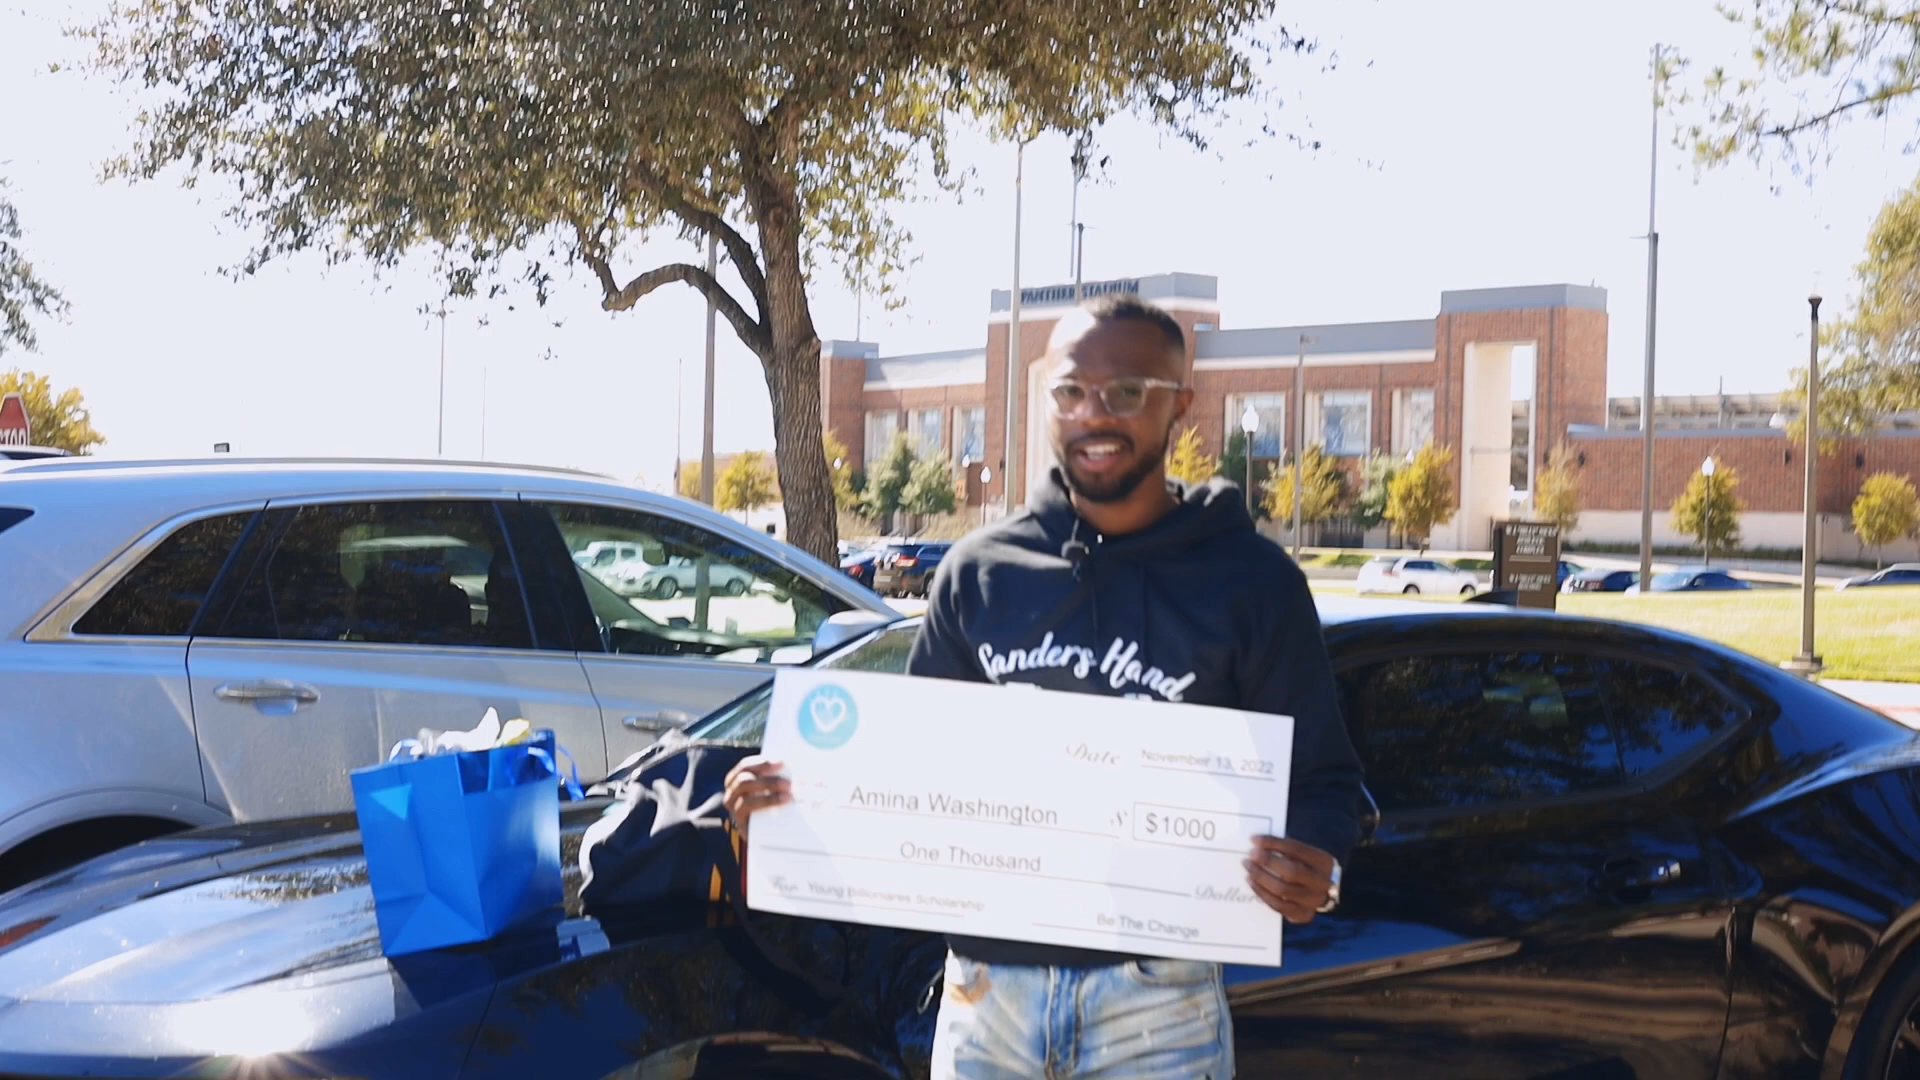 PANTHER STADIUM
STOP
Sanders Hand
Date November 13, 2022
Amina Washington $ $1000
One Thousand Dollars
For Young Billionaires Scholarship
Be The Change